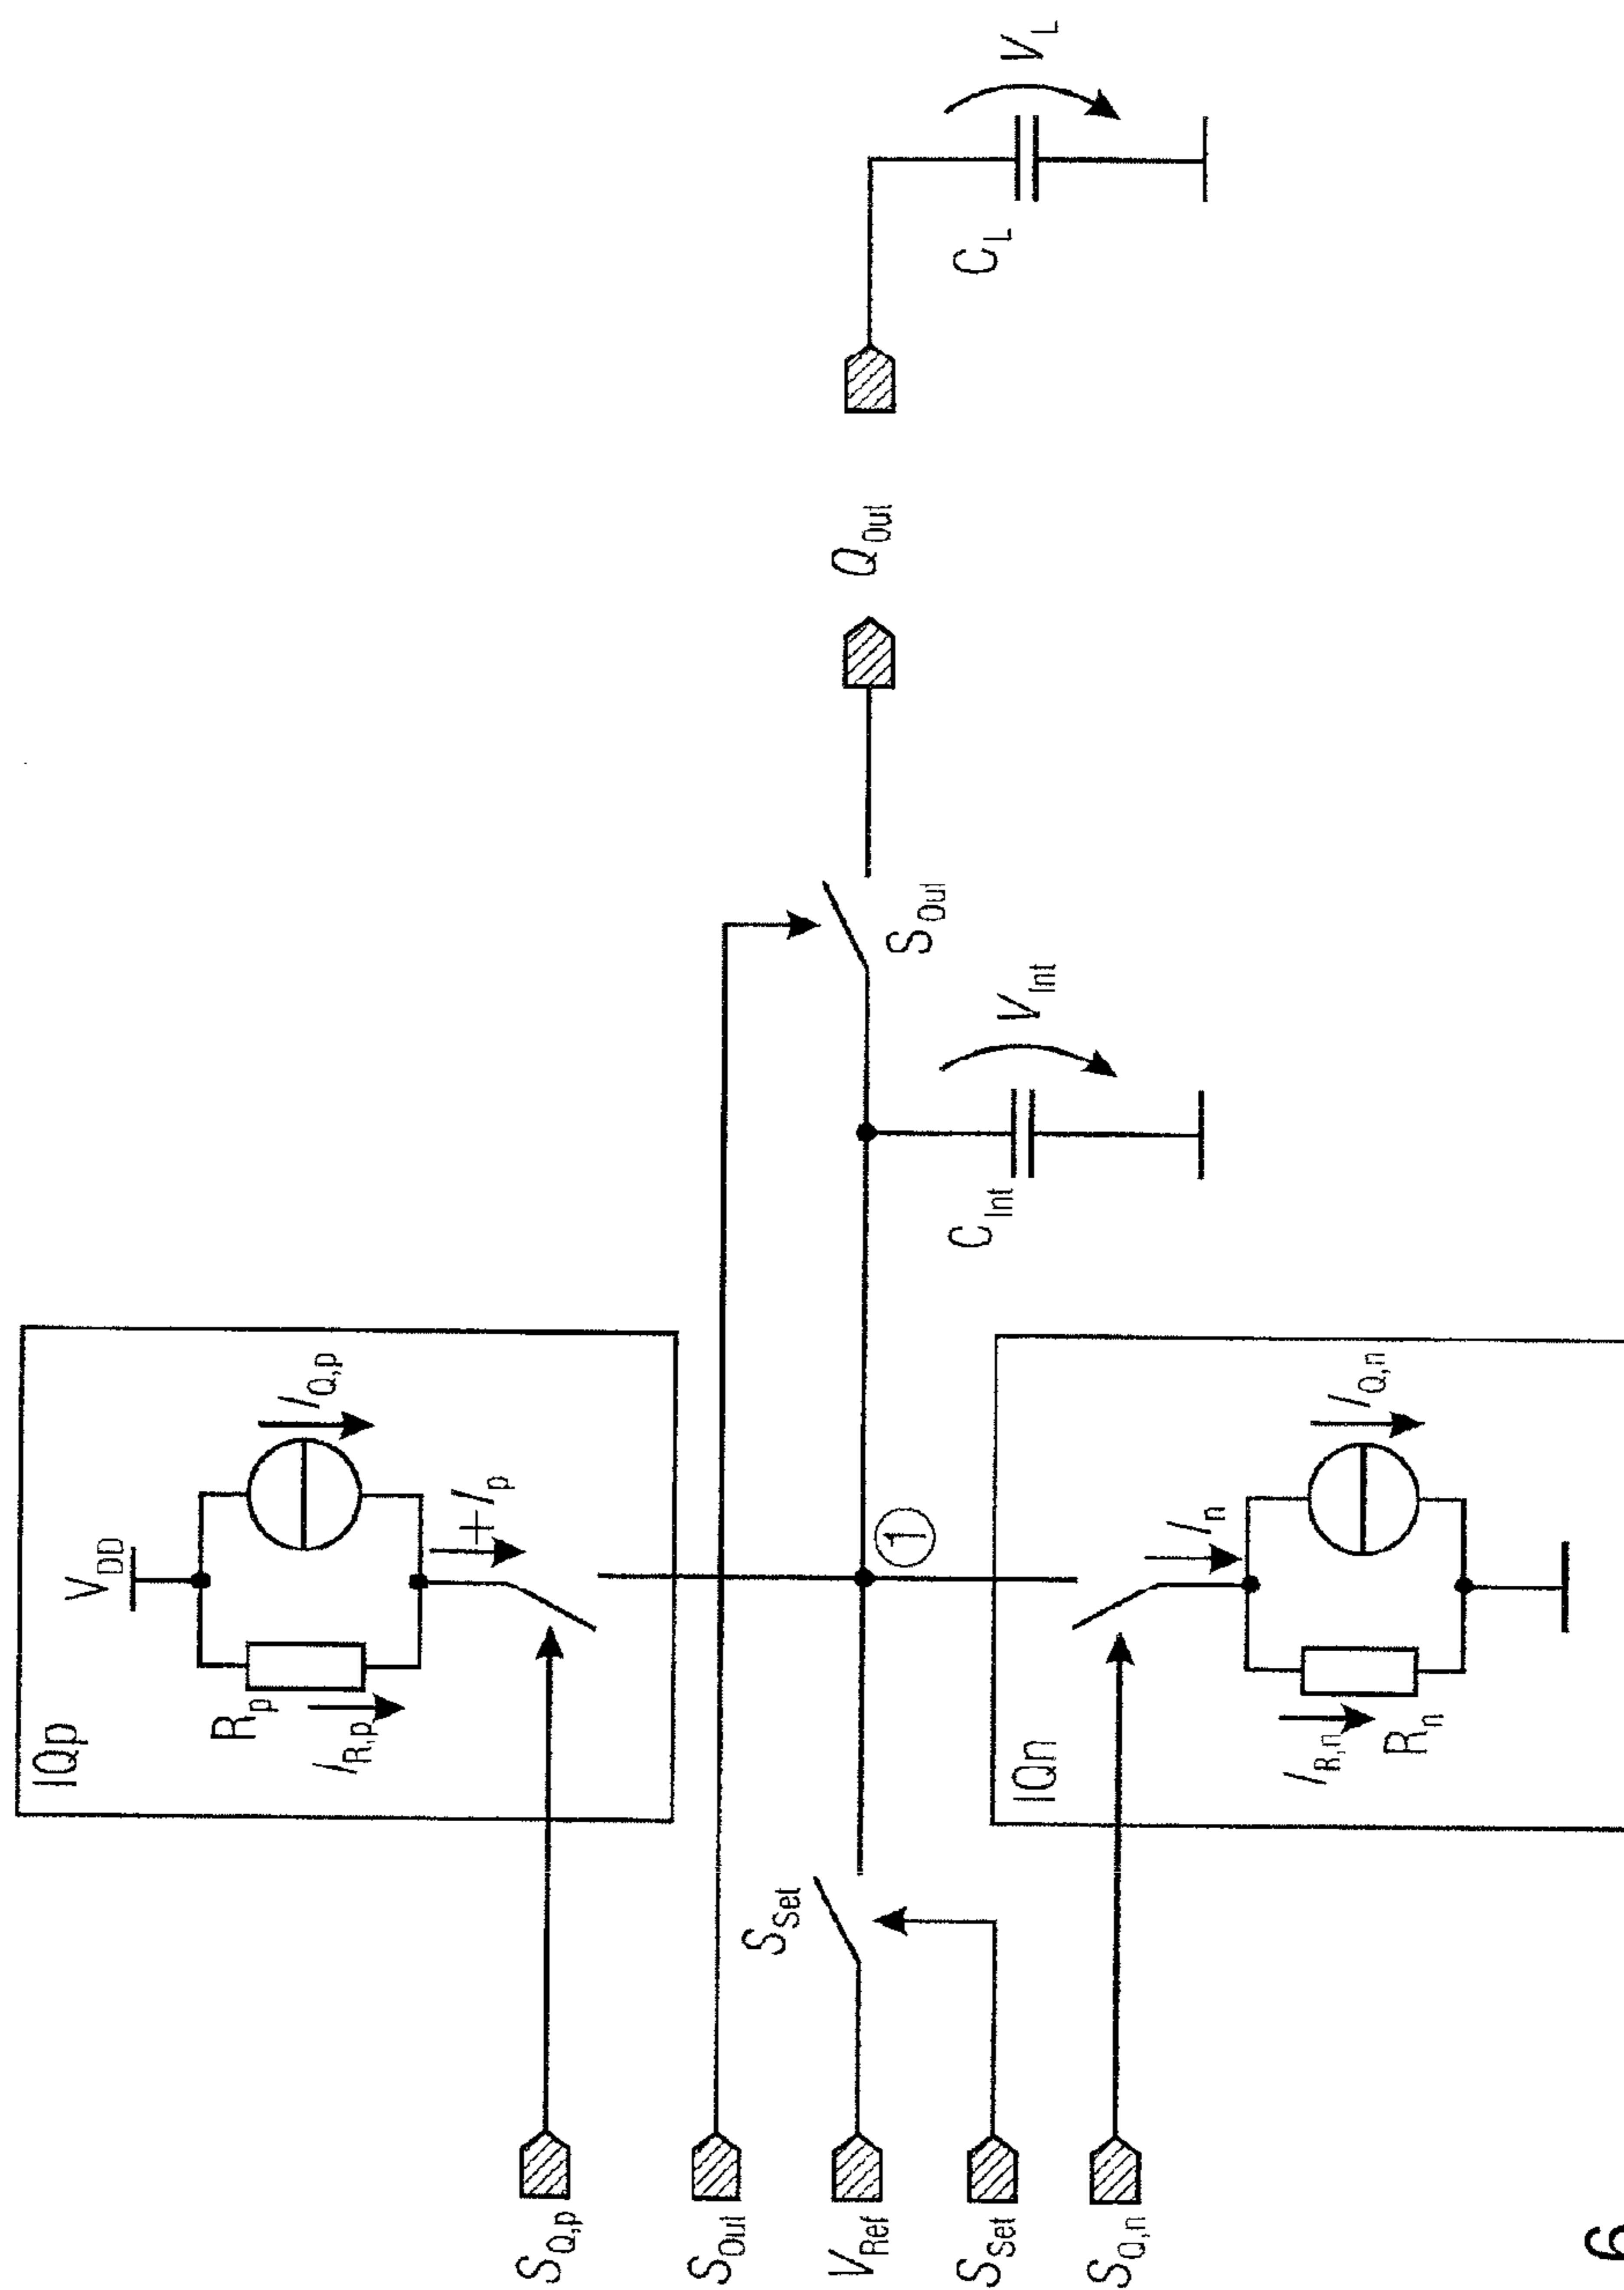 IQp
V_DD
R_p
I_R,p
I_Q,p
+I_p
S_Q,p
S_Out
V_Ref
S_Set
S_Q,n
S_Set
①
C_Int
V_Int
S_Out
Q_Out
C_L
V_L
IQn
I_n
I_R,n
R_n
I_Q,n